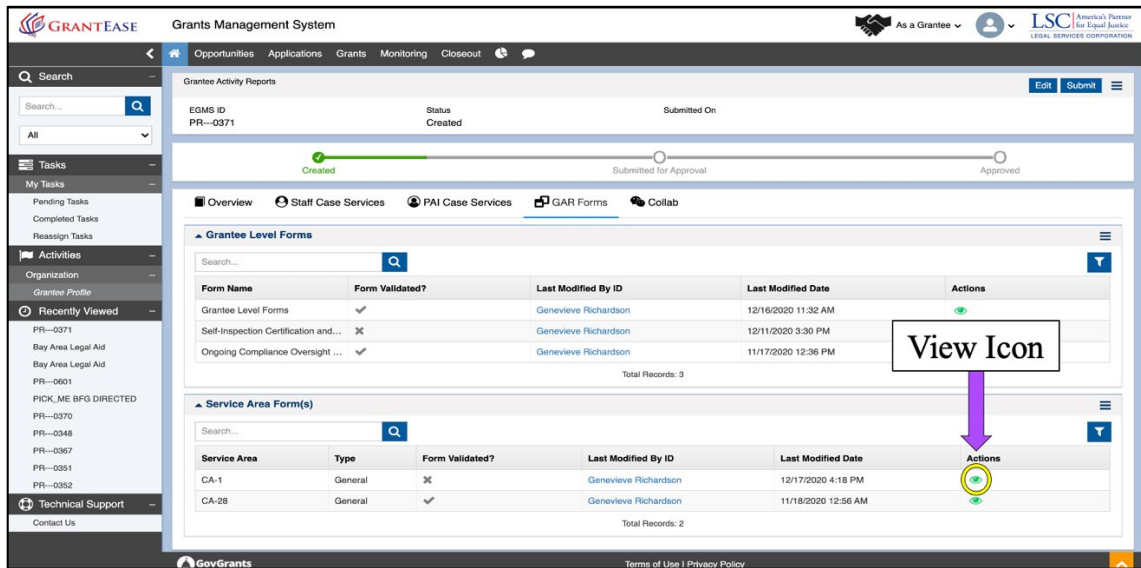 GRANTEASE Grants Management System As a Grantee LSC America's Partner for Equal Justice
LEGAL SERVICES CORPORATION
Opportunities Applications Grants Monitoring Closeout
Search
Search...
All
Tasks
My Tasks
Pending Tasks
Completed Tasks
Reassign Tasks
Activities
Organization
Grantee Profile
Recently Viewed
PR---0371
Bay Area Legal Aid
Bay Area Legal Aid
PR---0601
PICK_ME BFG DIRECTED
PR---0370
PR---0348
PR---0367
PR---0351
PR---0352
Technical Support
Contact Us
Grantee Activity Reports Edit Submit
EGMS ID Status Submitted On
PR---0371 Created
Created Submitted for Approval Approved
Overview Staff Case Services PAI Case Services GAR Forms Collab
Grantee Level Forms
Search...
Form Name Form Validated? Last Modified By ID Last Modified Date Actions
Grantee Level Forms Genevieve Richardson 12/16/2020 11:32 AM
Self-Inspection Certification and... Genevieve Richardson 12/11/2020 3:30 PM
Ongoing Compliance Oversight ... Genevieve Richardson 11/17/2020 12:36 PM
View Icon
Total Records: 3
Service Area Form(s)
Search...
Service Area Type Form Validated? Last Modified By ID Last Modified Date Actions
CA-1 General Genevieve Richardson 12/17/2020 4:18 PM
CA-28 General Genevieve Richardson 11/18/2020 12:56 AM
Total Records: 2
GovGrants Terms of Use | Privacy Policy